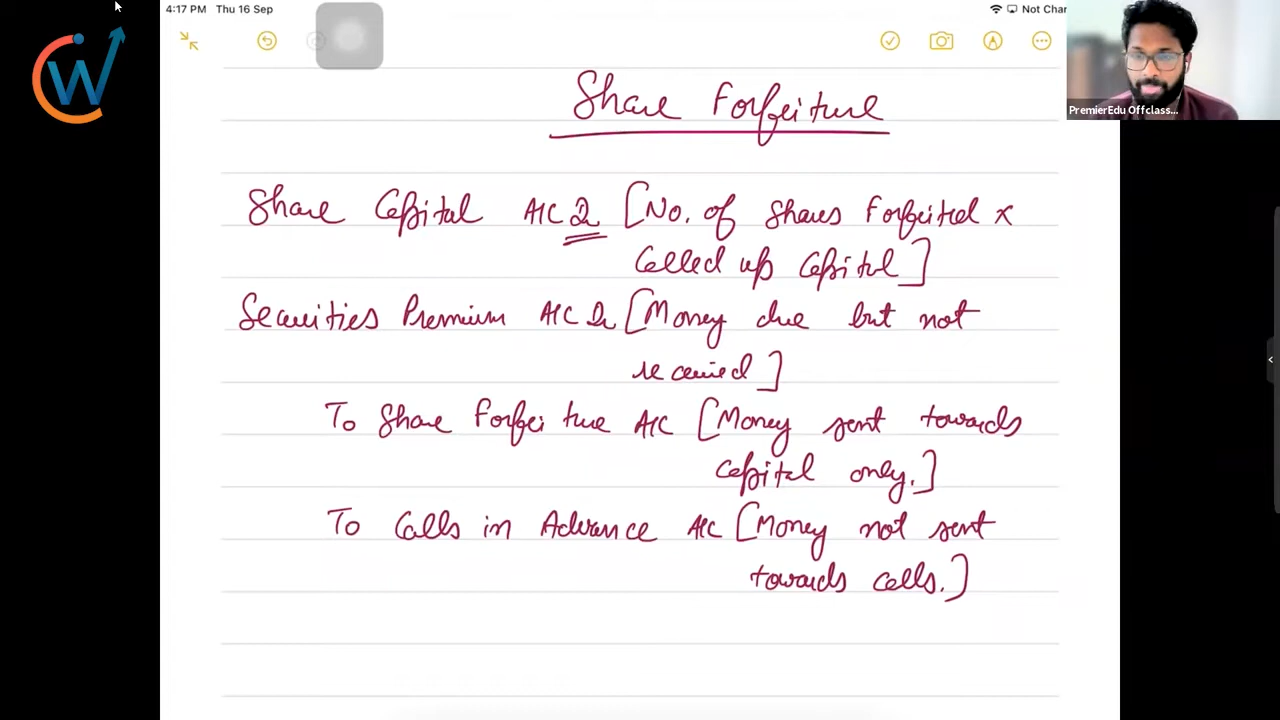 4:17 PM Thu 16 Sep
Not Char
PremierEdu Offclass...
W
Share Forfeiture
Share Capital A/C Dr [No. of Shares Forfeited x
Called up Capital]
Securities Premium A/C Dr [Money due but not
received]
To Share Forfeiture A/C [Money sent towards
capital only.]
To Calls in Advance A/C [Money not sent
towards calls.]